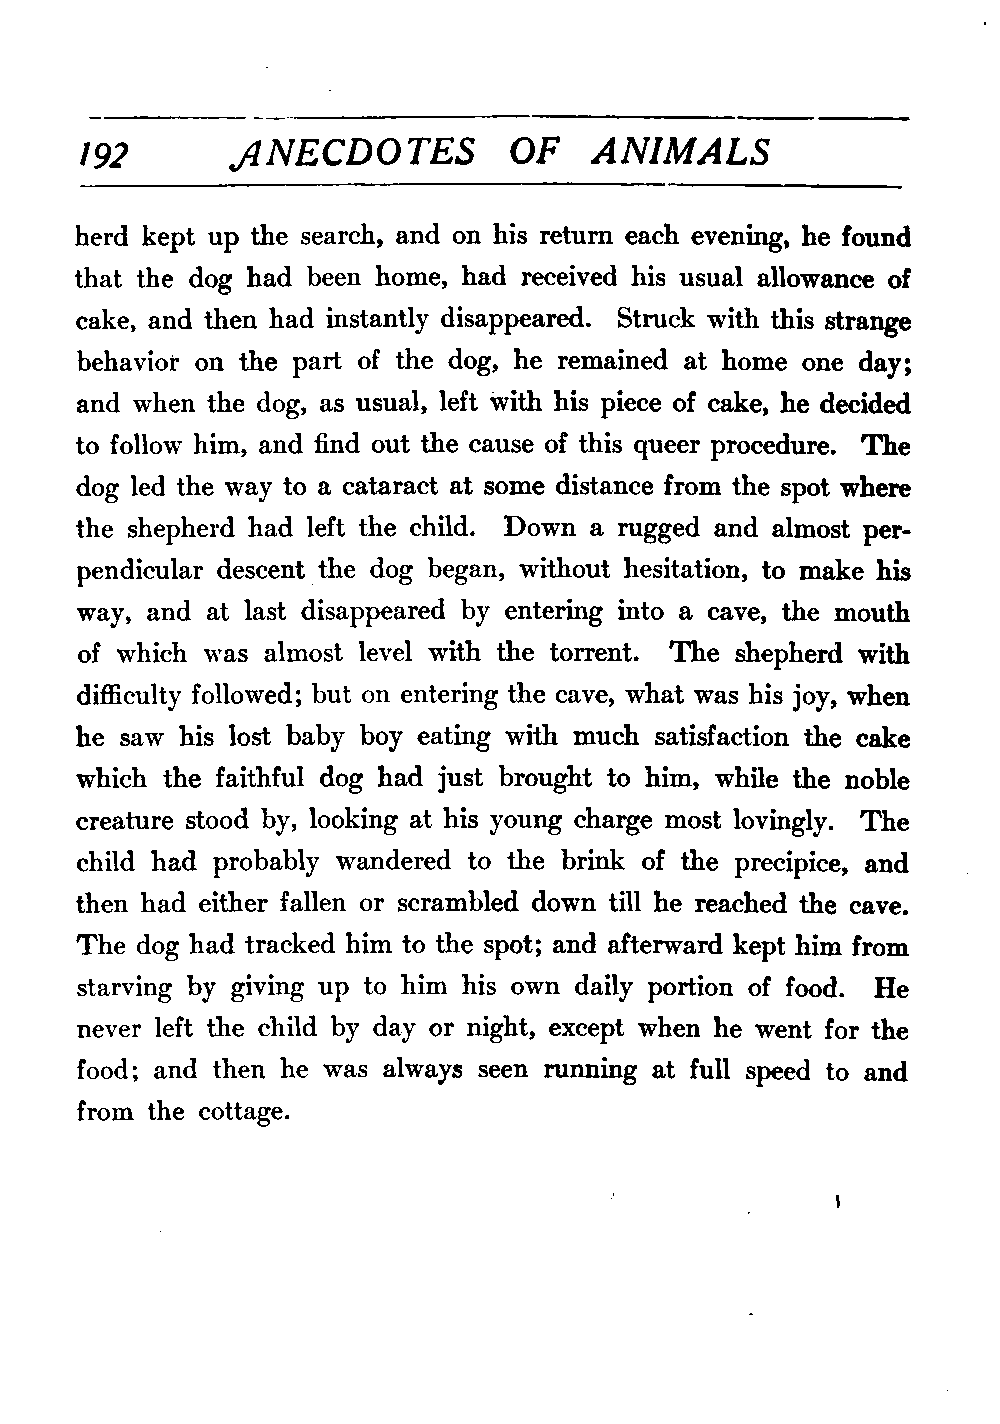 192 ANECDOTES OF ANIMALS
herd kept up the search, and on his return each evening, he found
that the dog had been home, had received his usual allowance of
cake, and then had instantly disappeared. Struck with this strange
behavior on the part of the dog, he remained at home one day;
and when the dog, as usual, left with his piece of cake, he decided
to follow him, and find out the cause of this queer procedure. The
dog led the way to a cataract at some distance from the spot where
the shepherd had left the child. Down a rugged and almost per-
pendicular descent the dog began, without hesitation, to make his
way, and at last disappeared by entering into a cave, the mouth
of which was almost level with the torrent. The shepherd with
difficulty followed; but on entering the cave, what was his joy, when
he saw his lost baby boy eating with much satisfaction the cake
which the faithful dog had just brought to him, while the noble
creature stood by, looking at his young charge most lovingly. The
child had probably wandered to the brink of the precipice, and
then had either fallen or scrambled down till he reached the cave.
The dog had tracked him to the spot; and afterward kept him from
starving by giving up to him his own daily portion of food. He
never left the child by day or night, except when he went for the
food; and then he was always seen running at full speed to and
from the cottage.